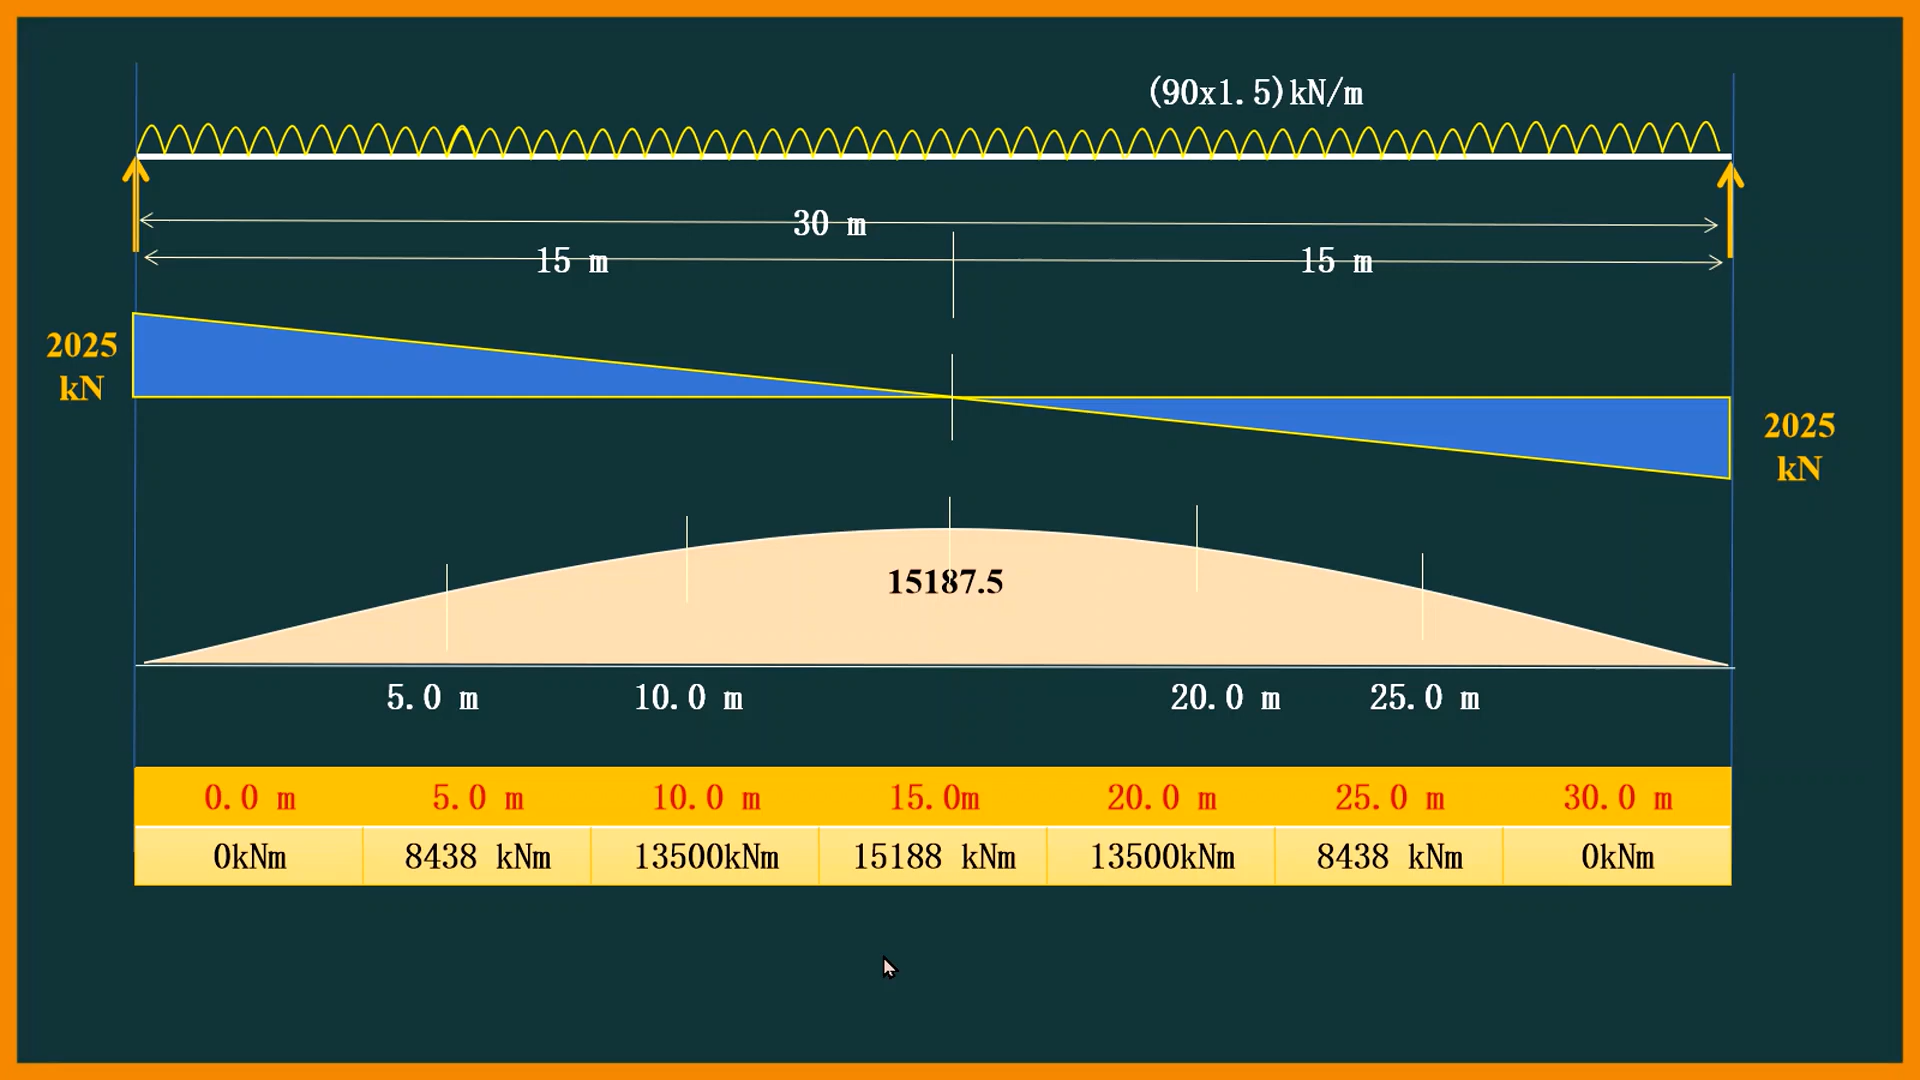 (90x1.5)kN/m
30 m
15 m
15 m
2025
kN
2025
kN
15187.5
5.0 m
10.0 m
20.0 m
25.0 m
0.0 m 5.0 m 10.0 m 15.0m 20.0 m 25.0 m 30.0 m
0kNm 8438 kNm 13500kNm 15188 kNm 13500kNm 8438 kNm 0kNm